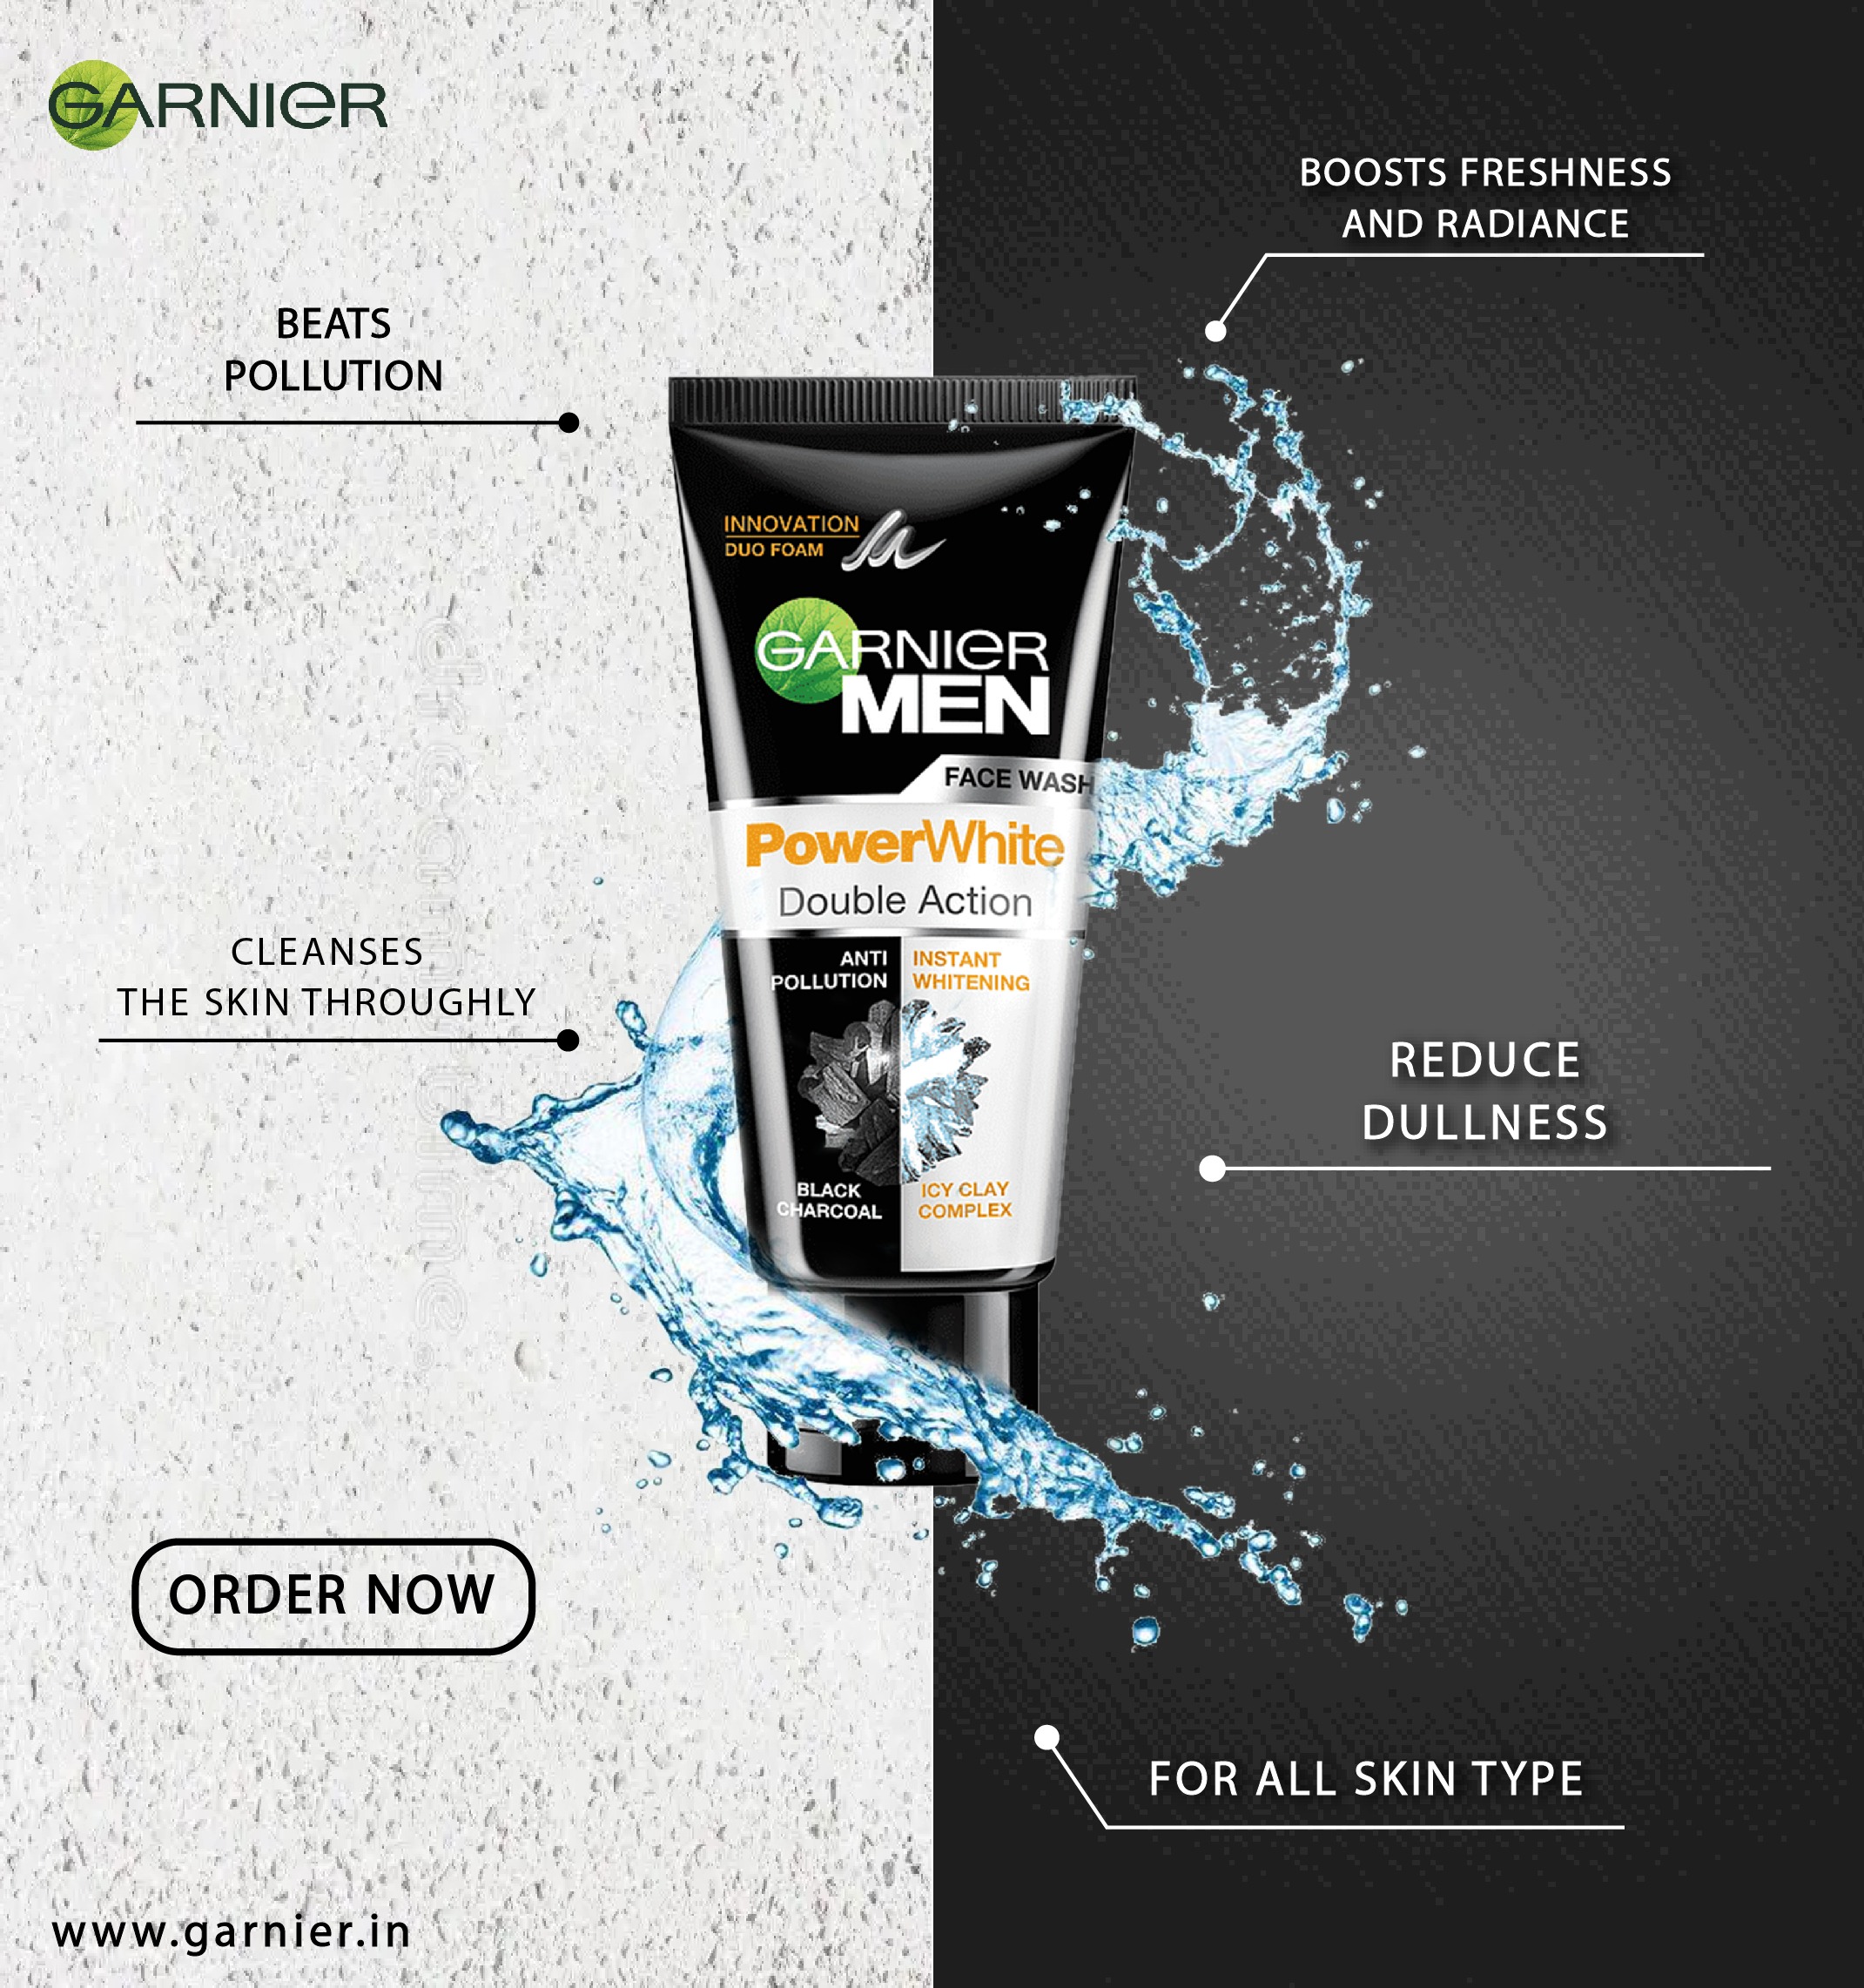 GARNIER
BOOSTS FRESHNESS
AND RADIANCE
BEATS
POLLUTION
INNOVATION
DUO FOAM
GARNIER
MEN
FACE WASH
PowerWhite
Double Action
ANTI
POLLUTION
INSTANT
WHITENING
CLEANSES
THE SKIN THROUGHLY
REDUCE
DULLNESS
BLACK
CHARCOAL
ICY CLAY
COMPLEX
ORDER NOW
FOR ALL SKIN TYPE
www.garnier.in